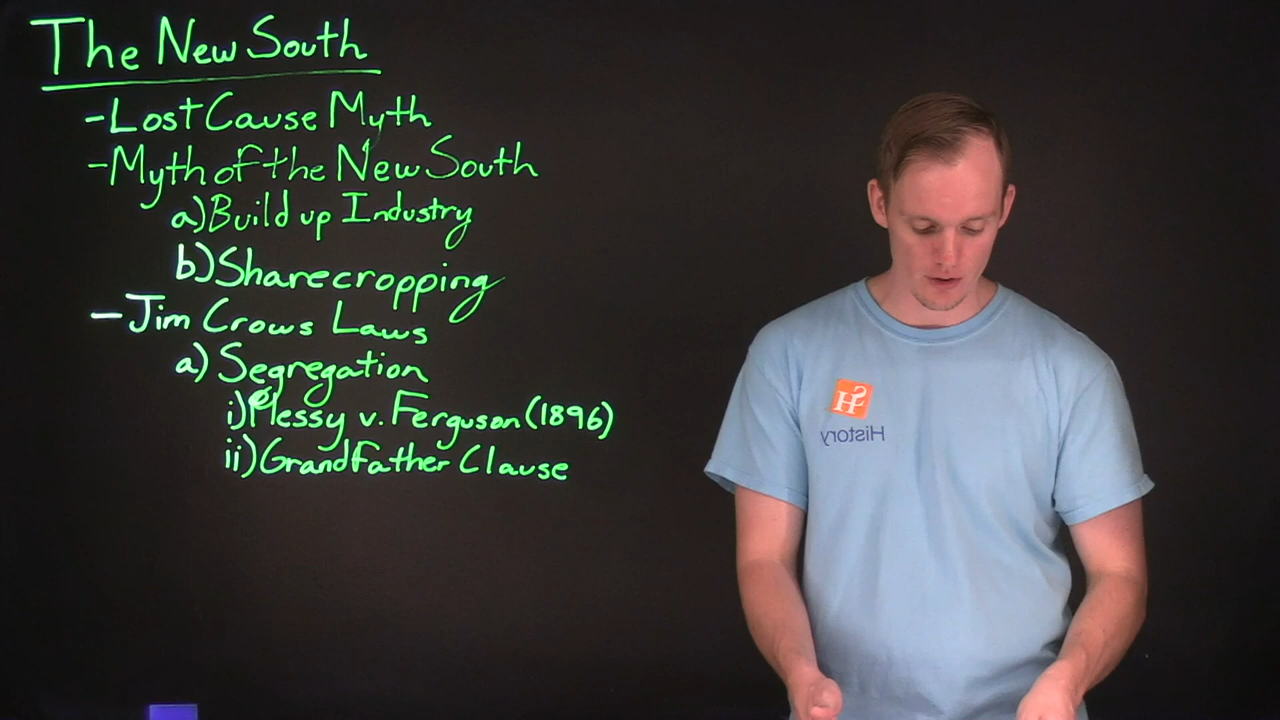 The New South
-Lost Cause Myth
-Myth of the New South
a) Build up Industry
b) Sharecropping
-Jim Crows Laws
a) Segregation
i) Plessy v. Ferguson (1896)
ii) Grandfather Clause
History